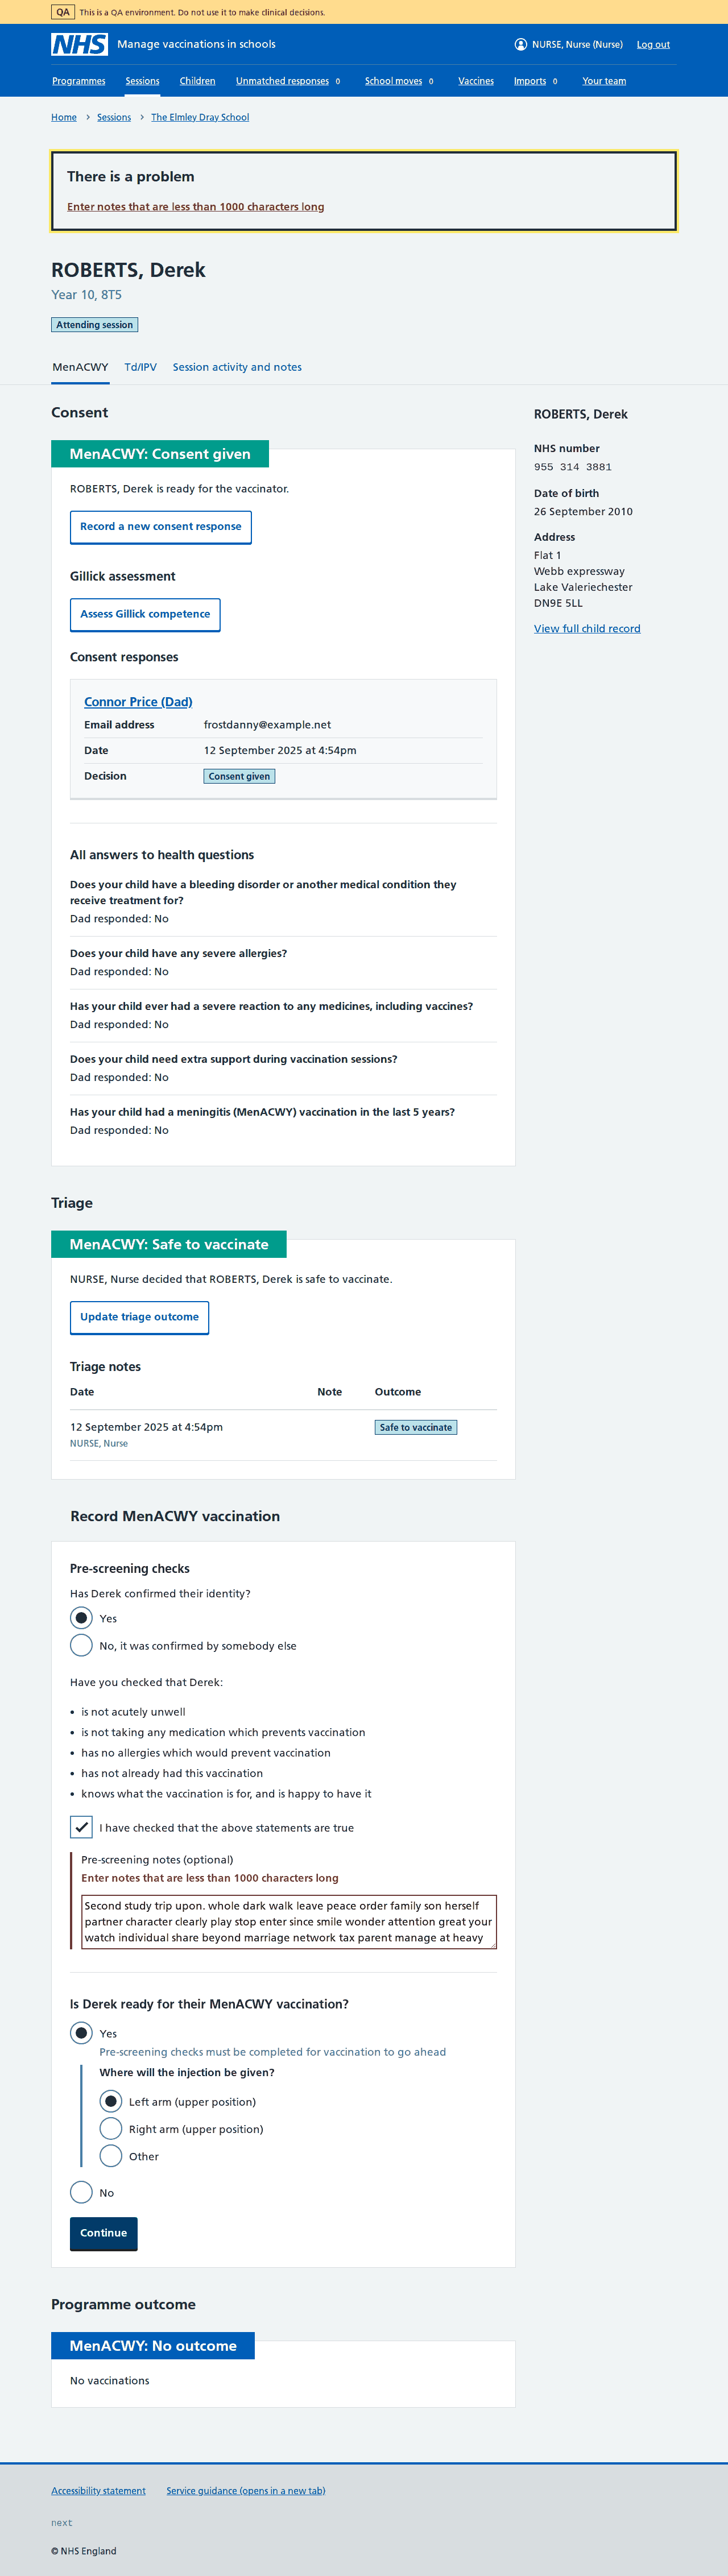 QA This is a QA environment. Do not use it to make clinical decisions.
NHS Manage vaccinations in schools NURSE, Nurse (Nurse) Log out
Programmes Sessions Children Unmatched responses 0 School moves 0 Vaccines Imports 0 Your team
Home Sessions The Elmley Dray School
There is a problem
Enter notes that are less than 1000 characters long
ROBERTS, Derek
Year 10, 8T5
Attending session
MenACWY Td/IPV Session activity and notes
Consent
MenACWY: Consent given
ROBERTS, Derek is ready for the vaccinator.
Record a new consent response
Gillick assessment
Assess Gillick competence
Consent responses
Connor Price (Dad)
Email address frostdanny@example.net
Date 12 September 2025 at 4:54pm
Decision Consent given
All answers to health questions
Does your child have a bleeding disorder or another medical condition they
receive treatment for?
Dad responded: No
Does your child have any severe allergies?
Dad responded: No
Has your child ever had a severe reaction to any medicines, including vaccines?
Dad responded: No
Does your child need extra support during vaccination sessions?
Dad responded: No
Has your child had a meningitis (MenACWY) vaccination in the last 5 years?
Dad responded: No
ROBERTS, Derek
NHS number
955 314 3881
Date of birth
26 September 2010
Address
Flat 1
Webb expressway
Lake Valeriechester
DN9E 5LL
View full child record
Triage
MenACWY: Safe to vaccinate
NURSE, Nurse decided that ROBERTS, Derek is safe to vaccinate.
Update triage outcome
Triage notes
Date Note Outcome
12 September 2025 at 4:54pm Safe to vaccinate
NURSE, Nurse
Record MenACWY vaccination
Pre-screening checks
Has Derek confirmed their identity?
Yes
No, it was confirmed by somebody else
Have you checked that Derek:
• is not acutely unwell
• is not taking any medication which prevents vaccination
• has no allergies which would prevent vaccination
• has not already had this vaccination
• knows what the vaccination is for, and is happy to have it
I have checked that the above statements are true
Pre-screening notes (optional)
Enter notes that are less than 1000 characters long
Second study trip upon. whole dark walk leave peace order family son herself
partner character clearly play stop enter since smile wonder attention great your
watch individual share beyond marriage network tax parent manage at heavy
Is Derek ready for their MenACWY vaccination?
Yes
Pre-screening checks must be completed for vaccination to go ahead
Where will the injection be given?
Left arm (upper position)
Right arm (upper position)
Other
No
Continue
Programme outcome
MenACWY: No outcome
No vaccinations
Accessibility statement Service guidance (opens in a new tab)
next
© NHS England